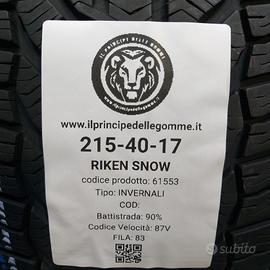 IL PRINCIPE DELLE GOMME
www.ilprincipedellegomme.it
215-40-17
RIKEN SNOW
codice prodotto: 61553
Tipo: INVERNALI
COD:
Battistrada: 90%
Codice Velocità: 87V
FILA: 83
subito